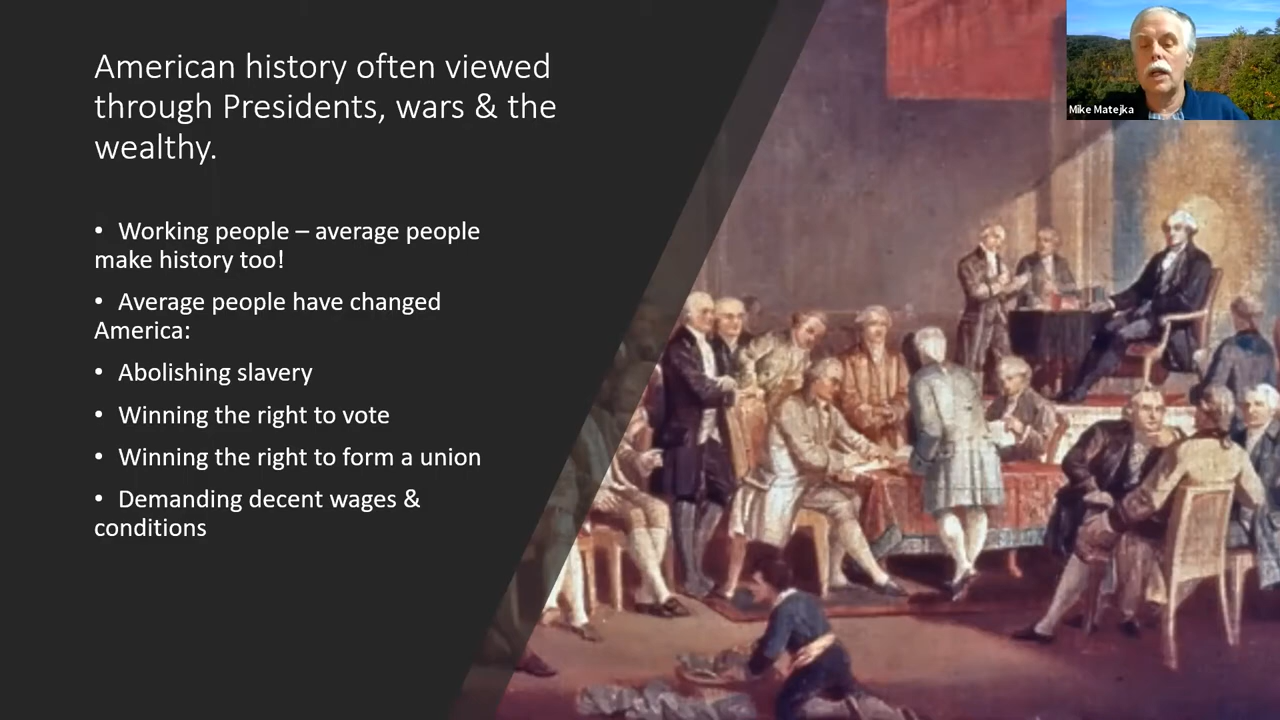 American history often viewed
through Presidents, wars & the
wealthy.
• Working people – average people
make history too!
• Average people have changed
America:
• Abolishing slavery
• Winning the right to vote
• Winning the right to form a union
• Demanding decent wages &
conditions
Mike Matejka